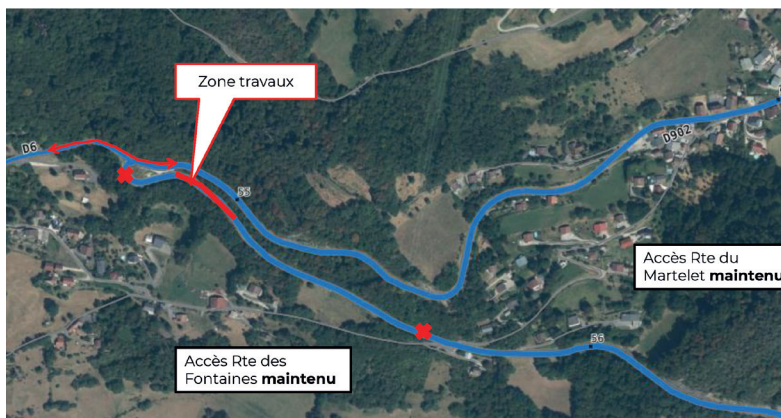 Zone travaux
D6
D902
55
Accès Rte du
Martelet maintenu
56
Accès Rte des
Fontaines maintenu